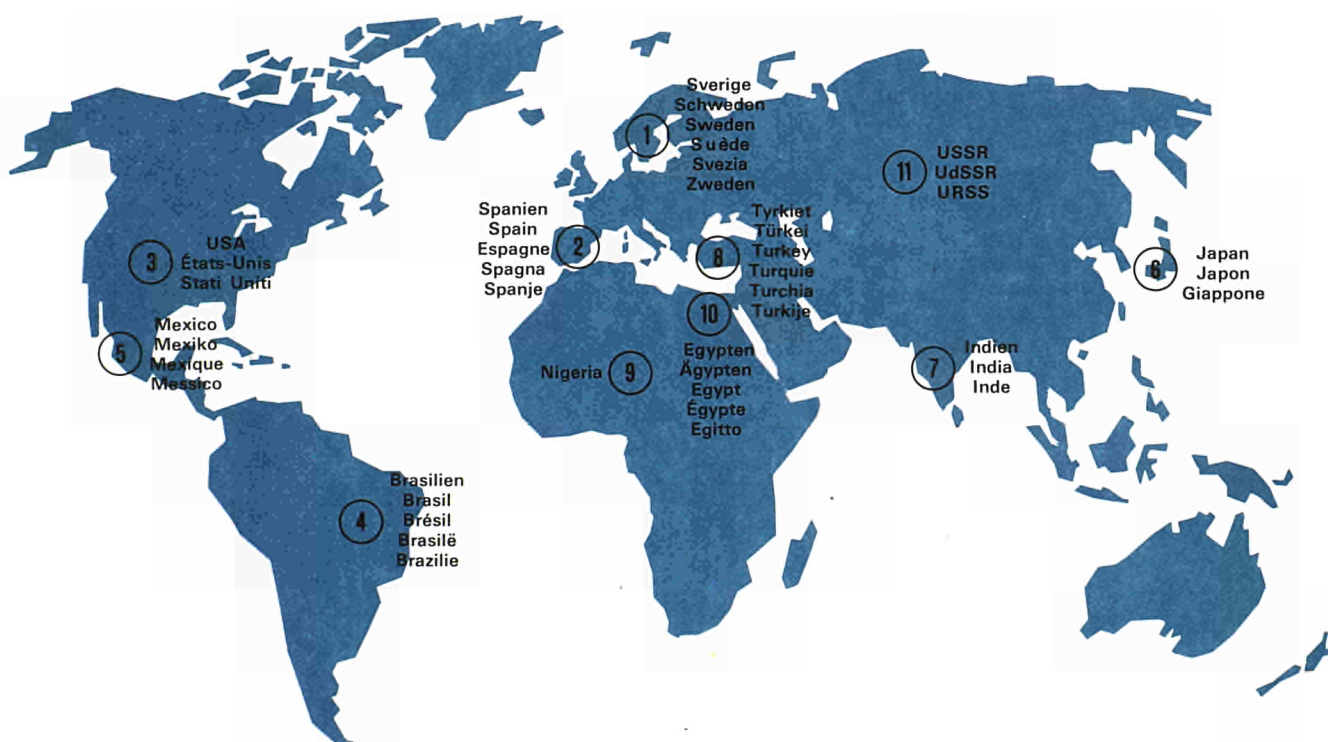 1
Sverige
Schweden
Sweden
Suède
Svezia
Zweden
2
Spanien
Spain
Espagne
Spagna
Spanje
3
USA
États-Unis
Stati Uniti
4
Brasilien
Brasil
Brésil
Brasilë
Brazilie
5
Mexico
Mexiko
Mexique
Messico
6
Japan
Japon
Giappone
7
Indien
India
Inde
8
Tyrkiet
Türkei
Turkey
Turquie
Turchia
Turkije
9
Nigeria
10
Egypten
Ägypten
Egypt
Égypte
Egitto
11
USSR
UdSSR
URSS